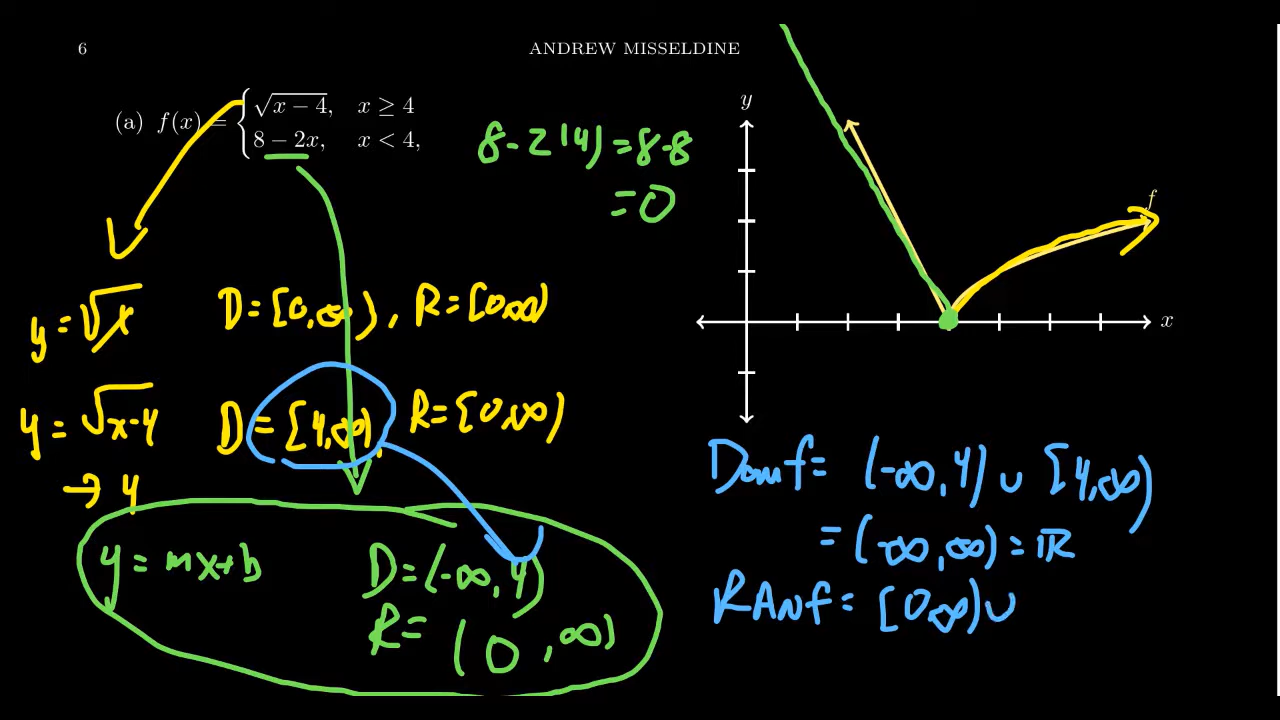 6 ANDREW MISSELDINE
(a) f(x) = { √(x − 4), x ≥ 4
8 − 2x, x < 4,
8 - 2(4) = 8-8
= 0
y
f
x
y = √x D = [0,∞), R = [0,∞)
y = √x-4 D = [4,∞), R = [0,∞)
→ 4
y = mx+b D = (-∞, 4)
R = (0, ∞)
Dom f = (-∞, 4) ∪ [4,∞)
= (-∞, ∞) = ℝ
RAN f = [0,∞) ∪